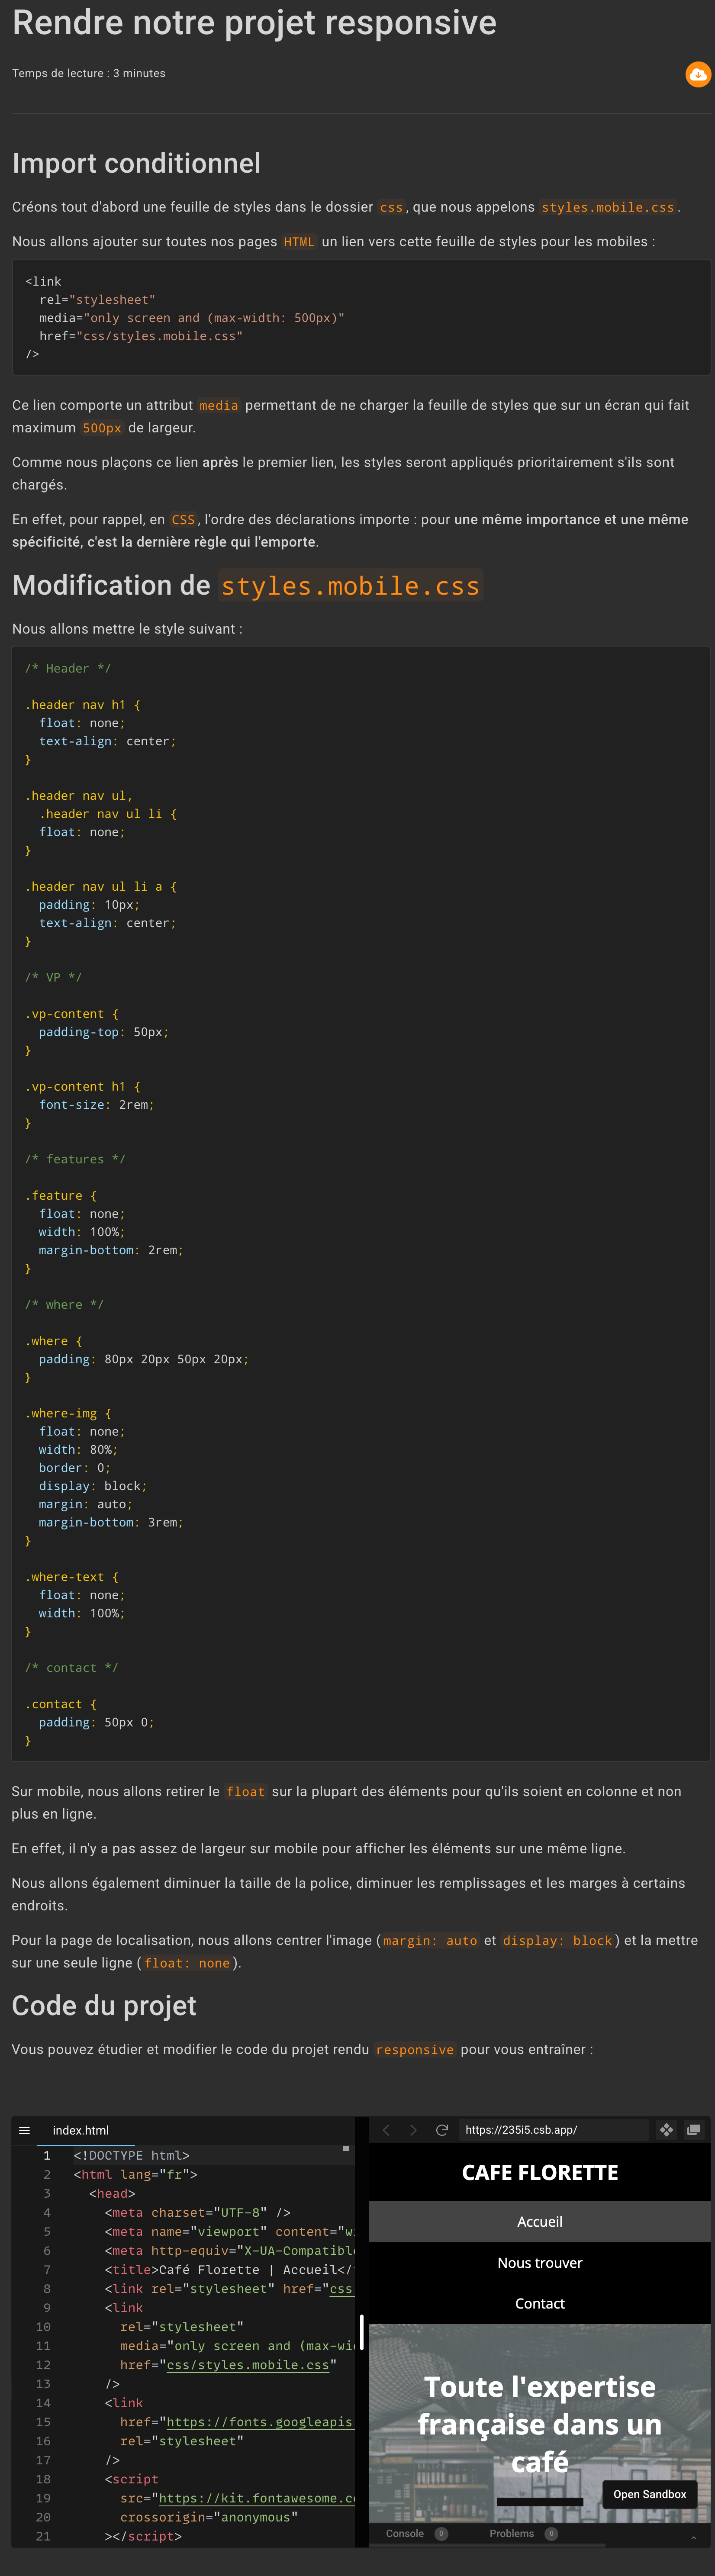 Rendre notre projet responsive
Temps de lecture : 3 minutes
Import conditionnel
Créons tout d'abord une feuille de styles dans le dossier css, que nous appelons styles.mobile.css.
Nous allons ajouter sur toutes nos pages HTML un lien vers cette feuille de styles pour les mobiles :
<link
  rel="stylesheet"
  media="only screen and (max-width: 500px)"
  href="css/styles.mobile.css"
/>
Ce lien comporte un attribut media permettant de ne charger la feuille de styles que sur un écran qui fait
maximum 500px de largeur.
Comme nous plaçons ce lien après le premier lien, les styles seront appliqués prioritairement s'ils sont
chargés.
En effet, pour rappel, en CSS, l'ordre des déclarations importe : pour une même importance et une même
spécificité, c'est la dernière règle qui l'emporte.
Modification de styles.mobile.css
Nous allons mettre le style suivant :
/* Header */
.header nav h1 {
  float: none;
  text-align: center;
}
.header nav ul,
  .header nav ul li {
  float: none;
}
.header nav ul li a {
  padding: 10px;
  text-align: center;
}
/* VP */
.vp-content {
  padding-top: 50px;
}
.vp-content h1 {
  font-size: 2rem;
}
/* features */
.feature {
  float: none;
  width: 100%;
  margin-bottom: 2rem;
}
/* where */
.where {
  padding: 80px 20px 50px 20px;
}
.where-img {
  float: none;
  width: 80%;
  border: 0;
  display: block;
  margin: auto;
  margin-bottom: 3rem;
}
.where-text {
  float: none;
  width: 100%;
}
/* contact */
.contact {
  padding: 50px 0;
}
Sur mobile, nous allons retirer le float sur la plupart des éléments pour qu'ils soient en colonne et non
plus en ligne.
En effet, il n'y a pas assez de largeur sur mobile pour afficher les éléments sur une même ligne.
Nous allons également diminuer la taille de la police, diminuer les remplissages et les marges à certains
endroits.
Pour la page de localisation, nous allons centrer l'image (margin: auto et display: block) et la mettre
sur une seule ligne (float: none).
Code du projet
Vous pouvez étudier et modifier le code du projet rendu responsive pour vous entraîner :
index.html
1 <!DOCTYPE html>
2 <html lang="fr">
3 <head>
4 <meta charset="UTF-8" />
5 <meta name="viewport" content="w
6 <meta http-equiv="X-UA-Compatible
7 <title>Café Florette | Accueil</
8 <link rel="stylesheet" href="css
9 <link
10 rel="stylesheet"
11 media="only screen and (max-wi
12 href="css/styles.mobile.css"
13 />
14 <link
15 href="https://fonts.googleapis
16 rel="stylesheet"
17 />
18 <script
19 src="https://kit.fontawesome.c
20 crossorigin="anonymous"
21 ></script>
https://235i5.csb.app/
CAFE FLORETTE
Accueil
Nous trouver
Contact
Toute l'expertise
française dans un
café
Open Sandbox
Console 0 Problems 0